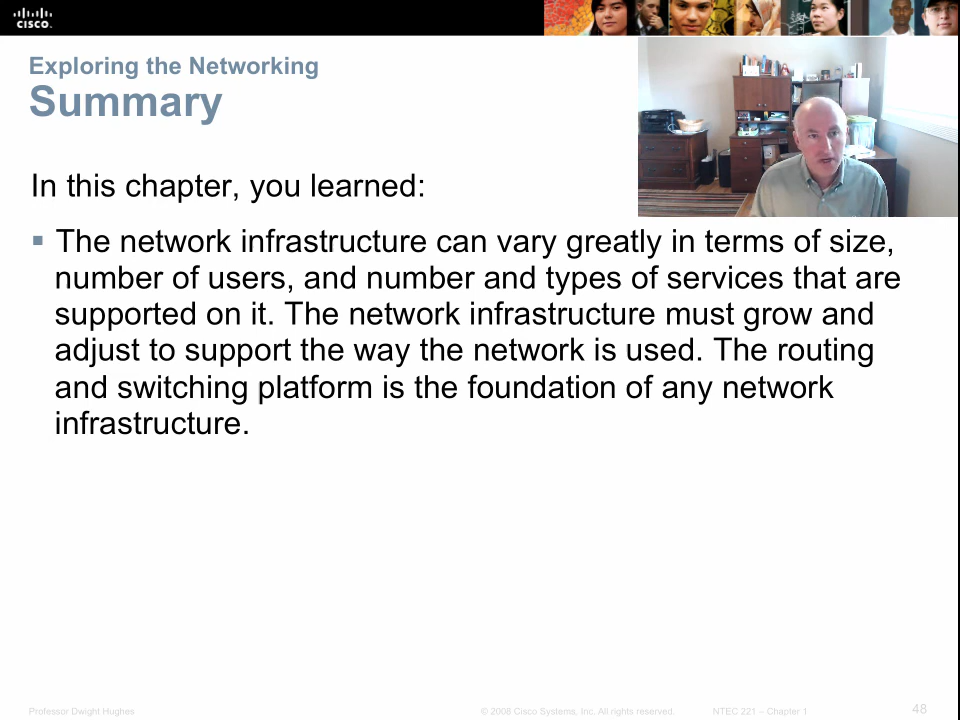 cisco.
Exploring the Networking
Summary
In this chapter, you learned:
▪ The network infrastructure can vary greatly in terms of size,
number of users, and number and types of services that are
supported on it. The network infrastructure must grow and
adjust to support the way the network is used. The routing
and switching platform is the foundation of any network
infrastructure.
Professor Dwight Hughes © 2008 Cisco Systems, Inc. All rights reserved. NTEC 221 – Chapter 1 48